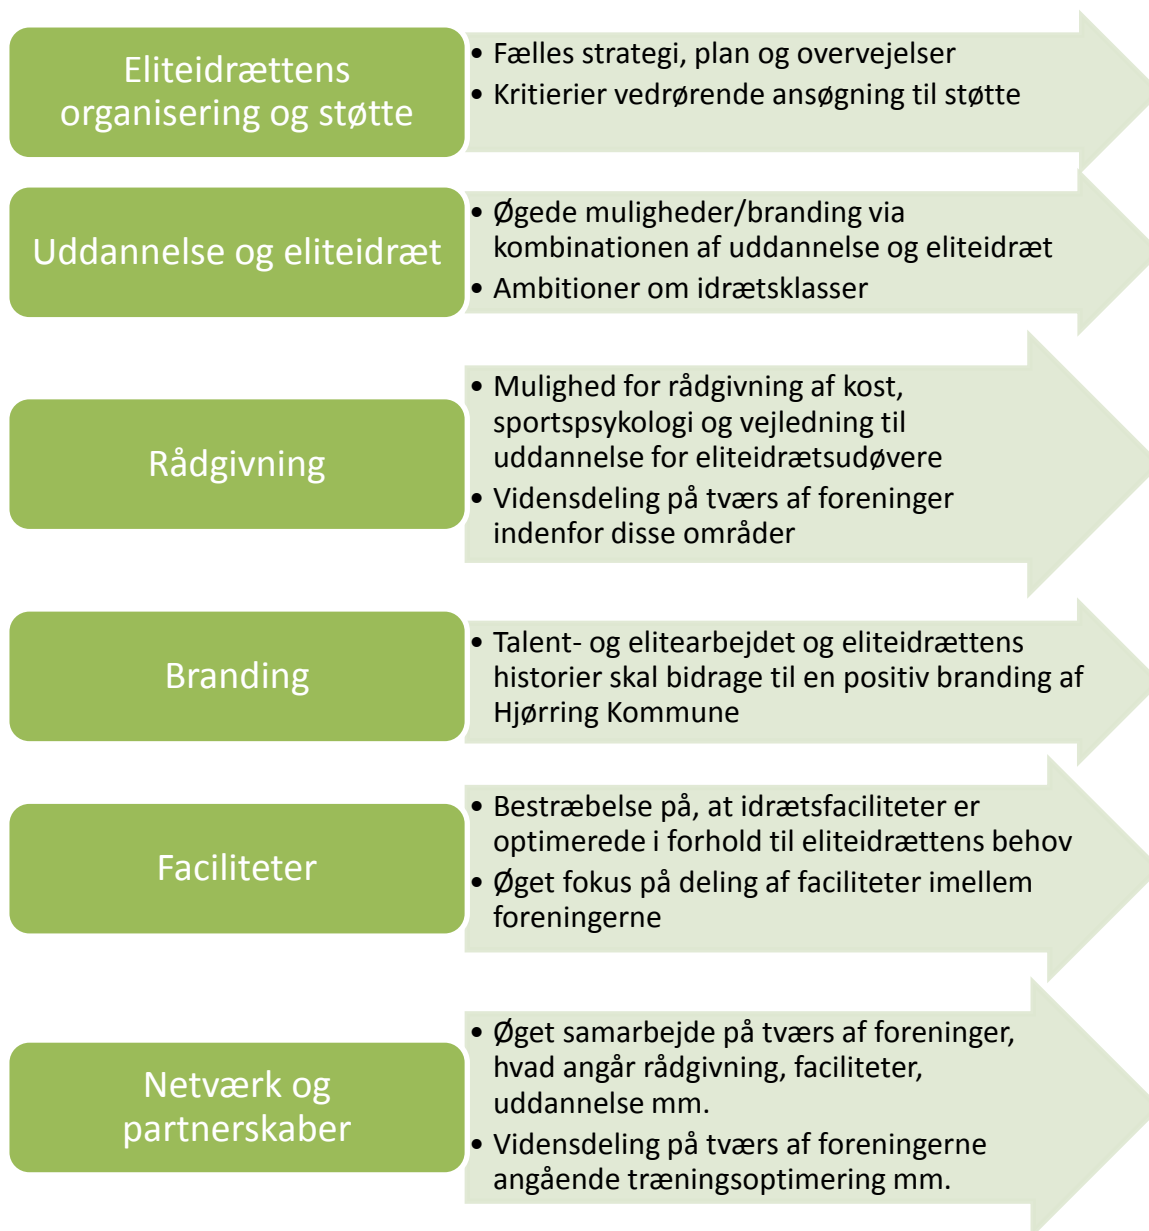 Eliteidrættens
organisering og støtte
• Fælles strategi, plan og overvejelser
• Kritierier vedrørende ansøgning til støtte
Uddannelse og eliteidræt
• Øgede muligheder/branding via
kombinationen af uddannelse og eliteidræt
• Ambitioner om idrætsklasser
Rådgivning
• Mulighed for rådgivning af kost,
sportspsykologi og vejledning til
uddannelse for eliteidrætsudøvere
• Vidensdeling på tværs af foreninger
indenfor disse områder
Branding
• Talent- og elitearbejdet og eliteidrættens
historier skal bidrage til en positiv branding af
Hjørring Kommune
Faciliteter
• Bestræbelse på, at idrætsfaciliteter er
optimerede i forhold til eliteidrættens behov
• Øget fokus på deling af faciliteter imellem
foreningerne
Netværk og
partnerskaber
• Øget samarbejde på tværs af foreninger,
hvad angår rådgivning, faciliteter,
uddannelse mm.
• Vidensdeling på tværs af foreningerne
angående træningsoptimering mm.